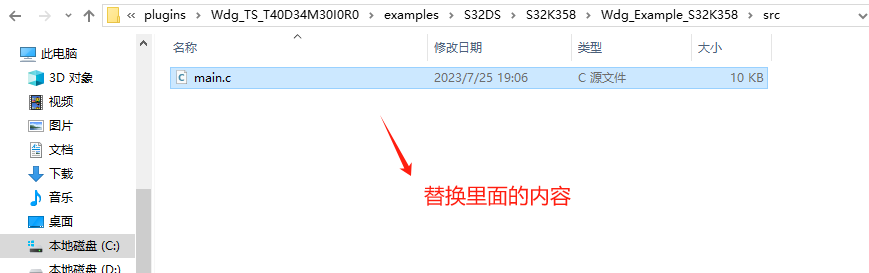 « plugins › Wdg_TS_T40D34M30I0R0 › examples › S32DS › S32K358 › Wdg_Example_S32K358 › src
名称 修改日期 类型 大小
此电脑
3D 对象
main.c 2023/7/25 19:06 C 源文件 10 KB
视频
图片
文档
下载
替换里面的内容
音乐
桌面
本地磁盘 (C:)
本地磁盘 (D:)